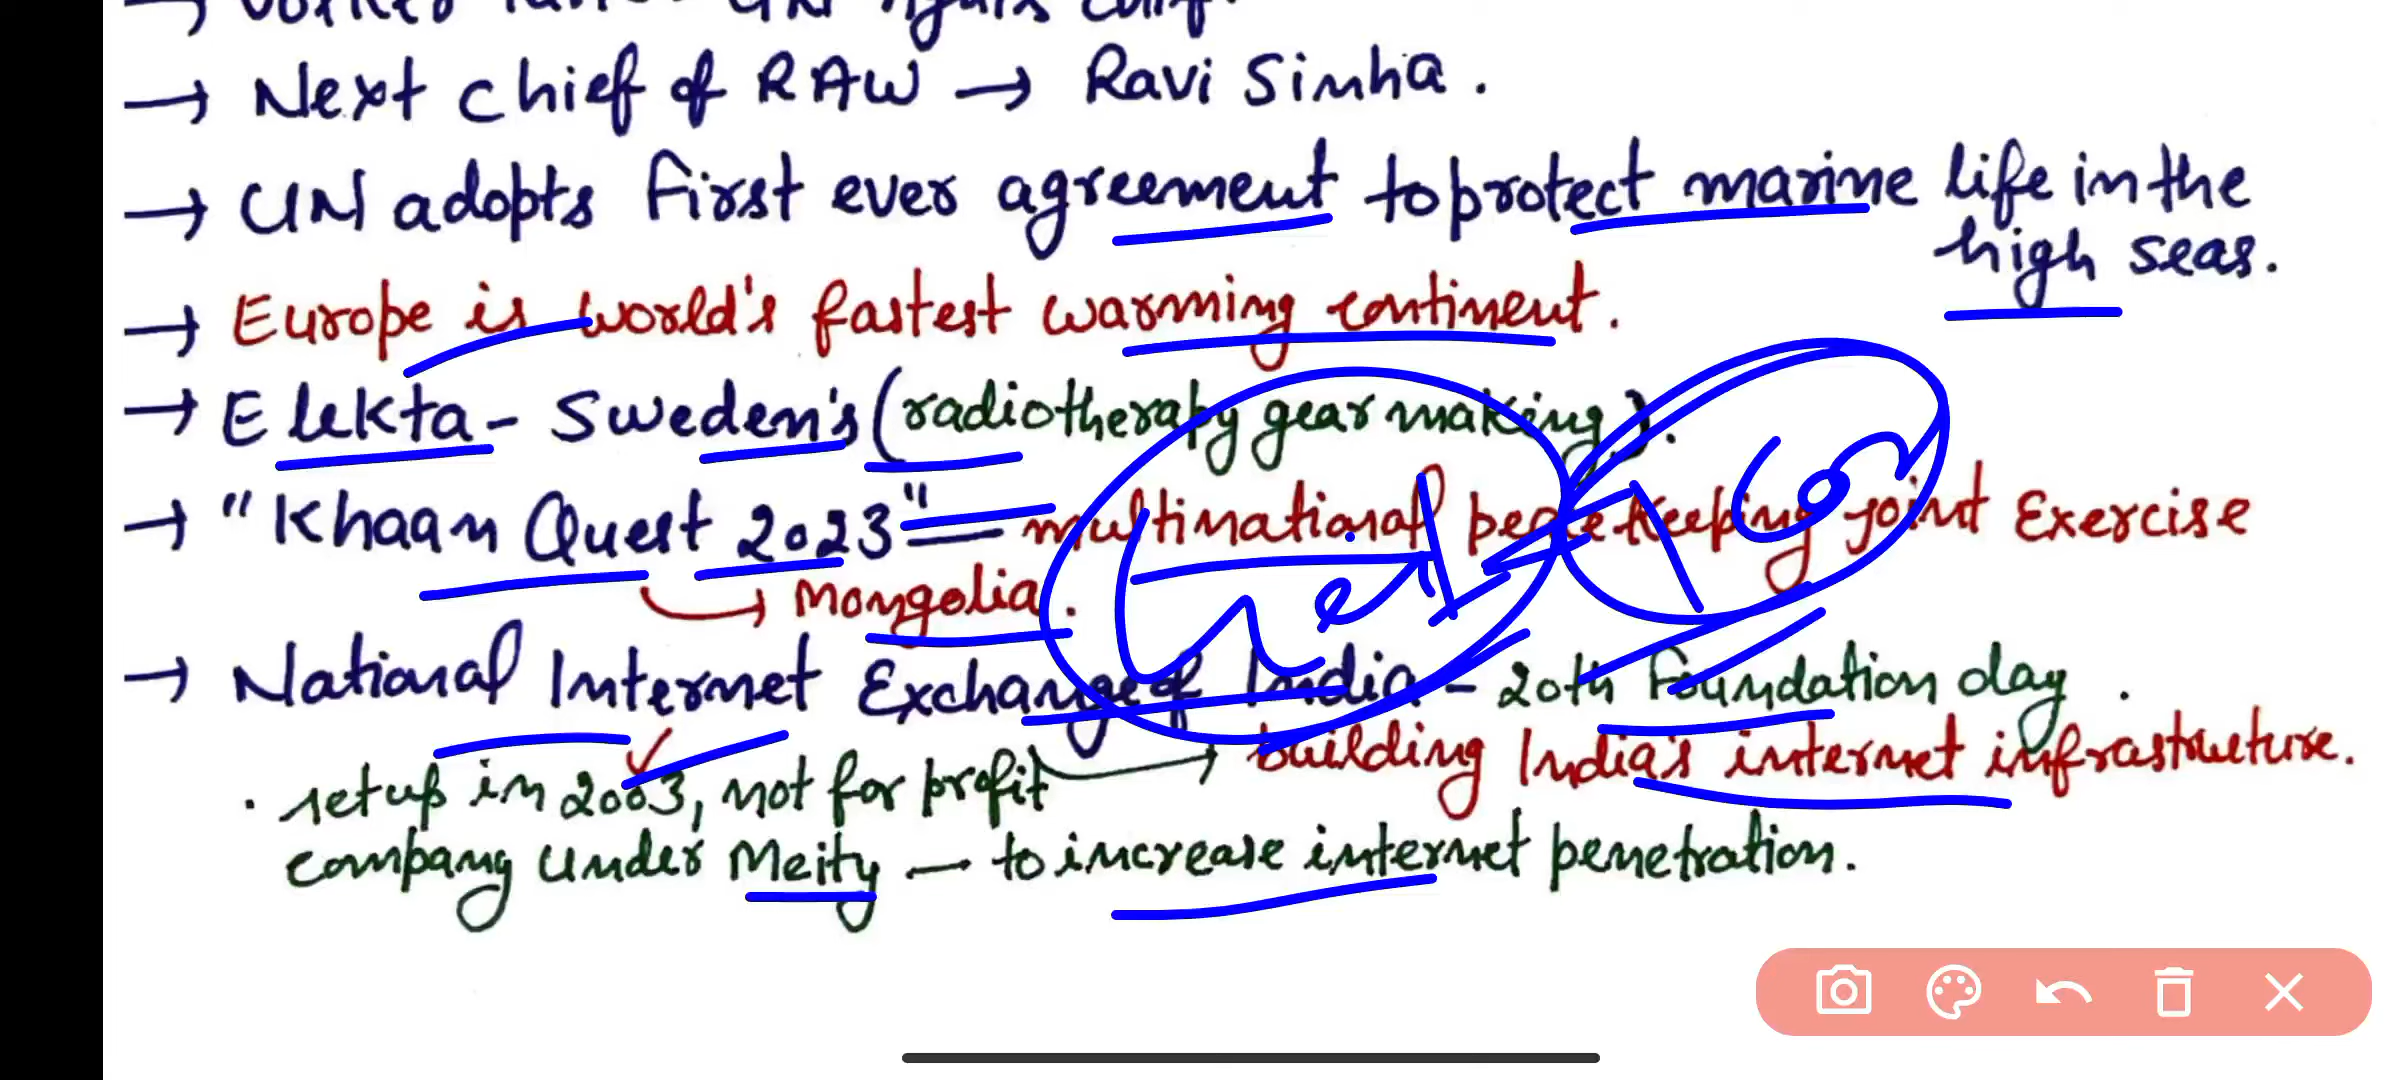 → Next chief of RAW → Ravi Sinha.
→ UN adopts first ever agreement to protect marine life in the
high seas.
→ Europe is world's fastest warming continent.
→ Elekta - Sweden's (radiotherapy gear making).
→ "Khaan Quest 2023" = multinational peacekeeping joint Exercise
→ Mongolia.
→ National Internet Exchange of India - 20th Foundation day.
• setup in 2003, not for profit → building India's internet infrastructure.
company under Meity — to increase internet penetration.